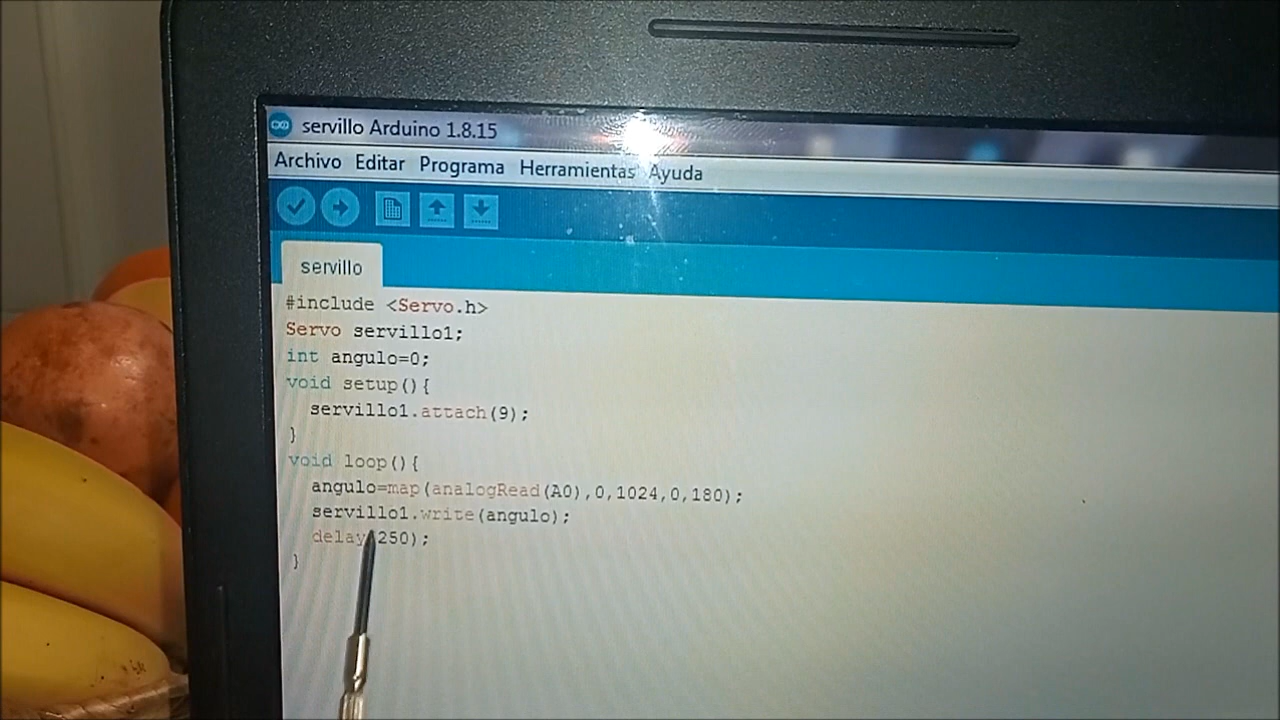 servillo Arduino 1.8.15
Archivo Editar Programa Herramientas Ayuda
servillo
#include <Servo.h>
Servo servillo1;
int angulo=0;
void setup(){
  servillo1.attach(9);
}
void loop(){
  angulo=map(analogRead(A0),0,1024,0,180);
  servillo1.write(angulo);
  delay(250);
}